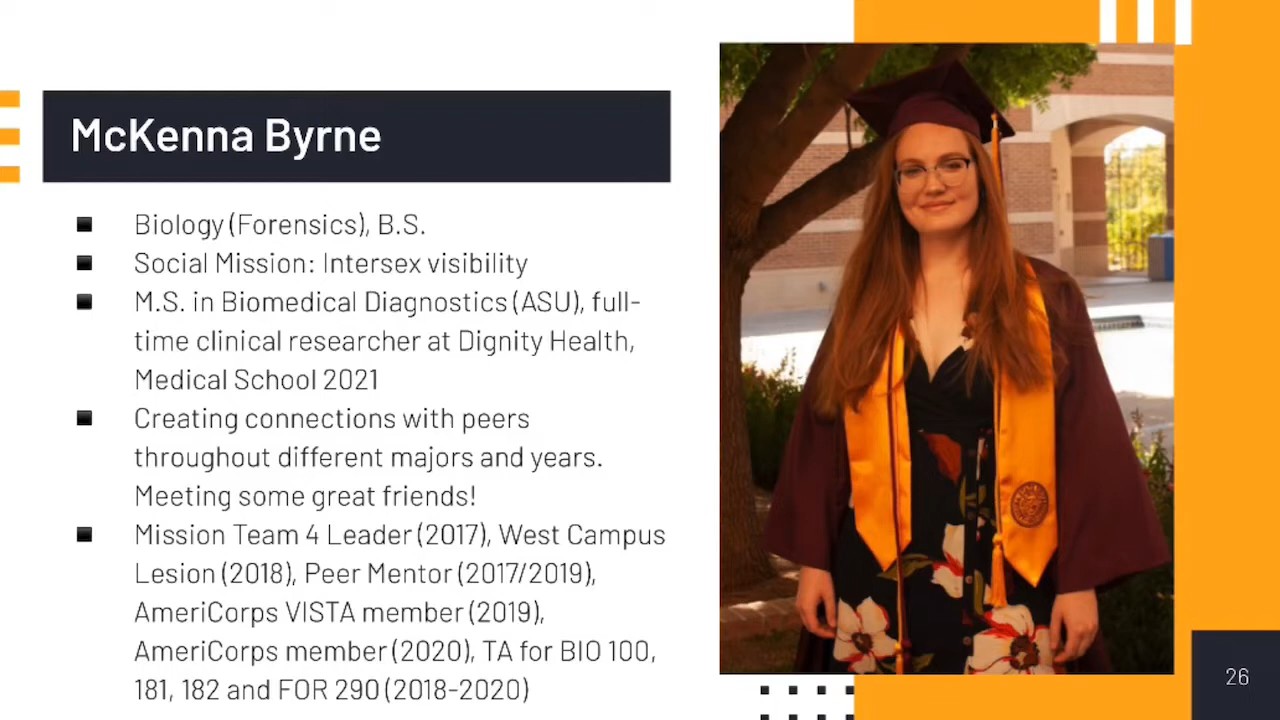 McKenna Byrne
Biology (Forensics), B.S.
Social Mission: Intersex visibility
M.S. in Biomedical Diagnostics (ASU), full-
time clinical researcher at Dignity Health,
Medical School 2021
Creating connections with peers
throughout different majors and years.
Meeting some great friends!
Mission Team 4 Leader (2017), West Campus
Lesion (2018), Peer Mentor (2017/2019),
AmeriCorps VISTA member (2019),
AmeriCorps member (2020), TA for BIO 100,
181, 182 and FOR 290 (2018-2020)
26